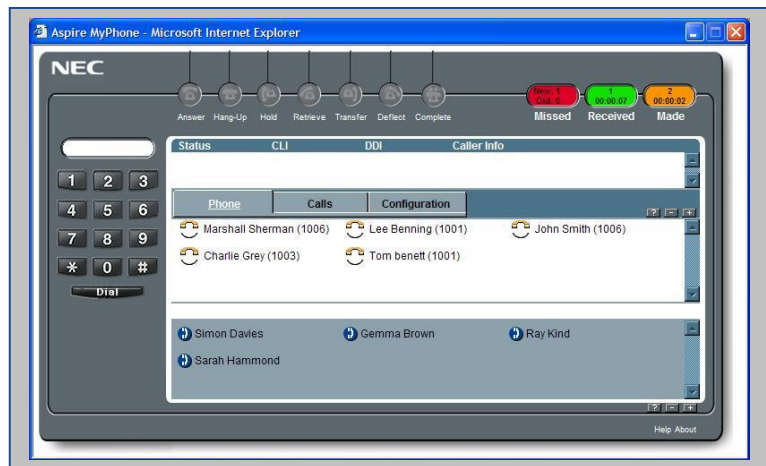 Aspire MyPhone - Microsoft Internet Explorer
NEC
Answer Hang-Up Hold Retrieve Transfer Deflect Complete
New: 1
Old: 0
Missed
1
00:00:07
Received
2
00:00:02
Made
Status CLI DDI Caller Info
1 2 3
4 5 6
7 8 9
* 0 #
Dial
Phone Calls Configuration
? - +
Marshall Sherman (1006) Lee Benning (1001) John Smith (1006)
Charlie Grey (1003) Tom benett (1001)
Simon Davies Gemma Brown Ray Kind
Sarah Hammond
? - +
Help About